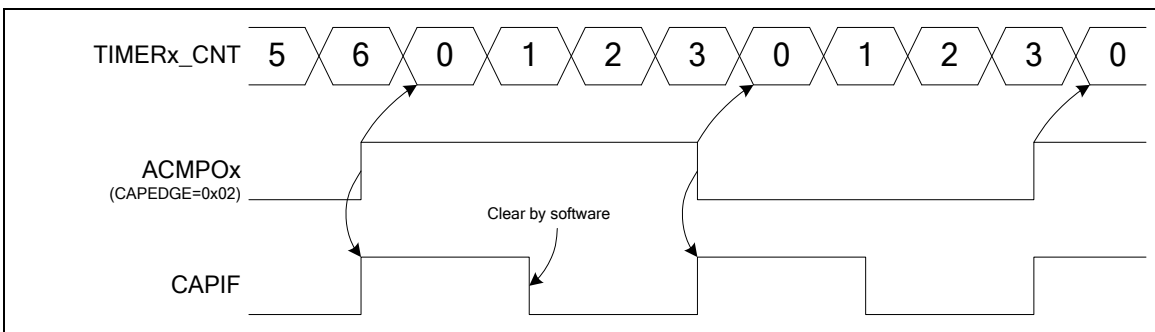 TIMERx_CNT 5 6 0 1 2 3 0 1 2 3 0
ACMPOx
(CAPEDGE=0x02)
Clear by software
CAPIF